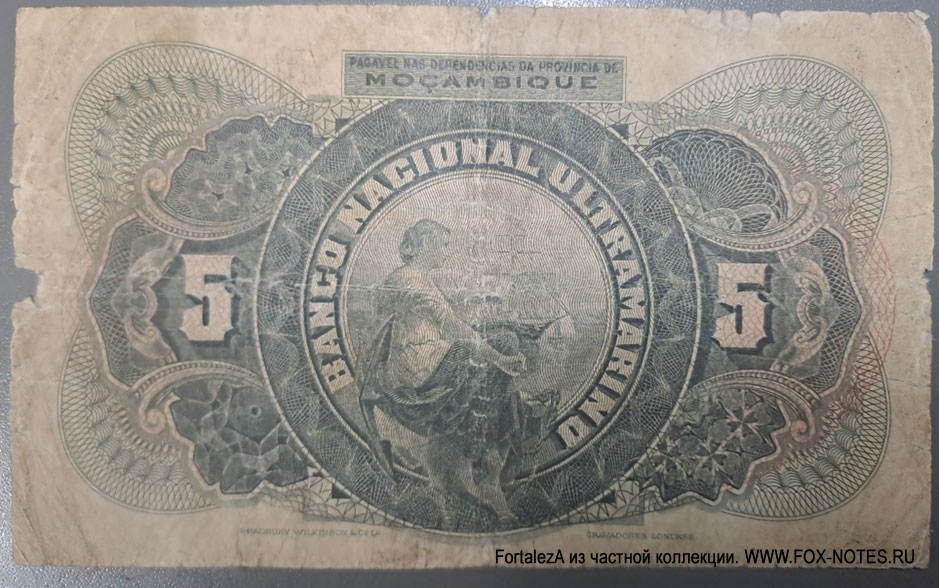 PAGAVEL NAS DEPENDENCIAS DA PROVINCIA DE
MOÇAMBIQUE
BANCO NACIONAL ULTRAMARINO
5 5
BRADBURY WILKINSON & Cº Lº GRAVADORES LONDRES
FortalezA из частной коллекции. WWW.FOX-NOTES.RU